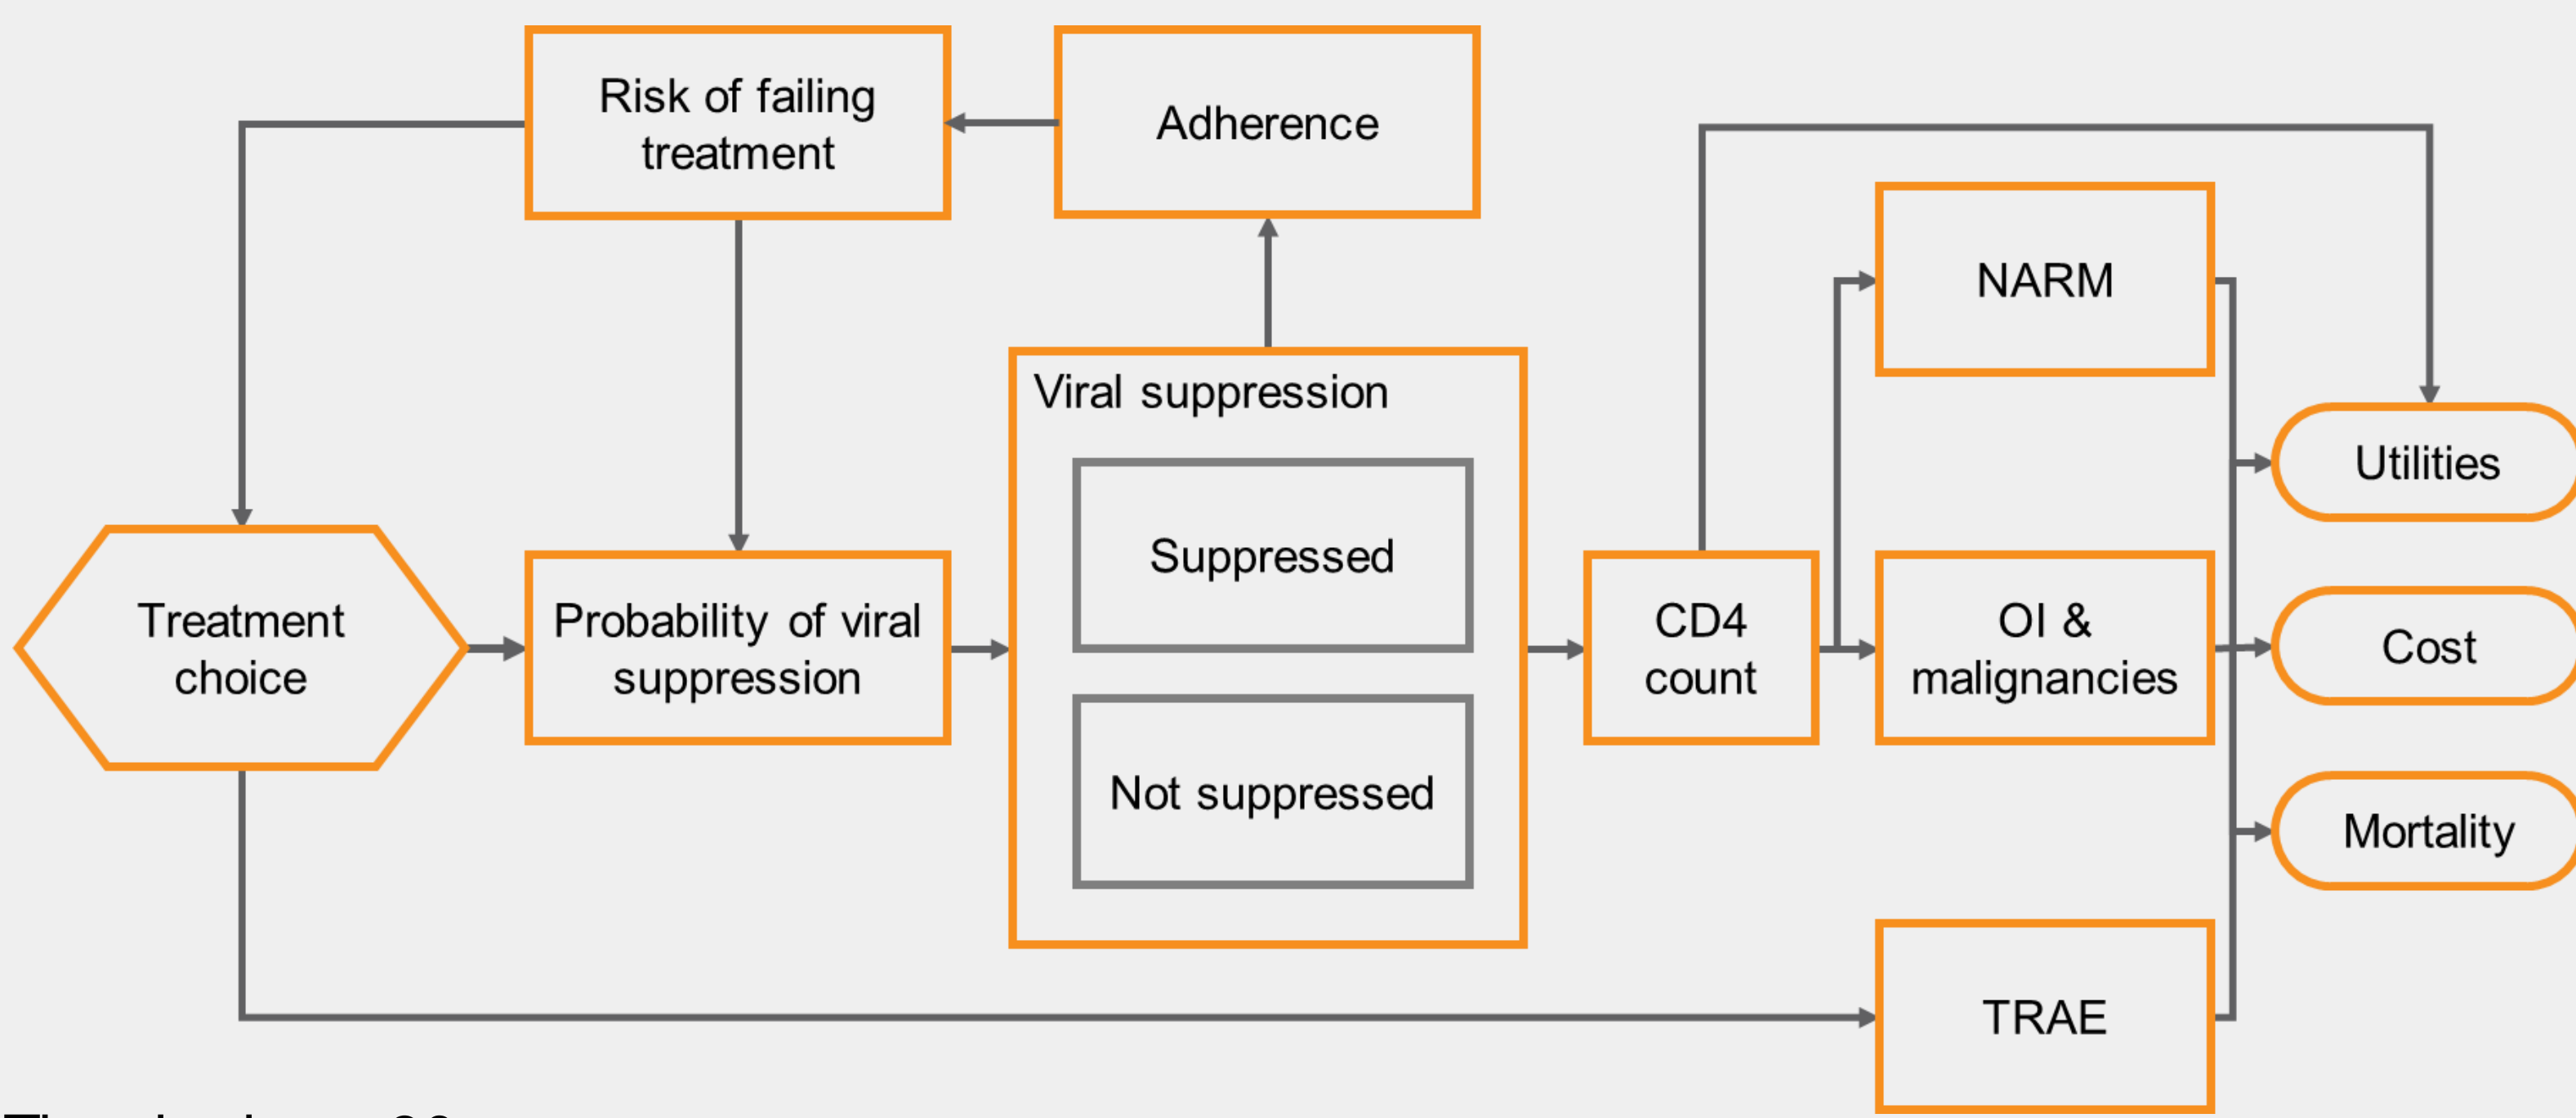 Risk of failing
treatment
Adherence
NARM
Viral suppression
Utilities
Suppressed
Treatment
choice
Probability of viral
suppression
CD4
count
OI &
malignancies
Cost
Not suppressed
Mortality
TRAE